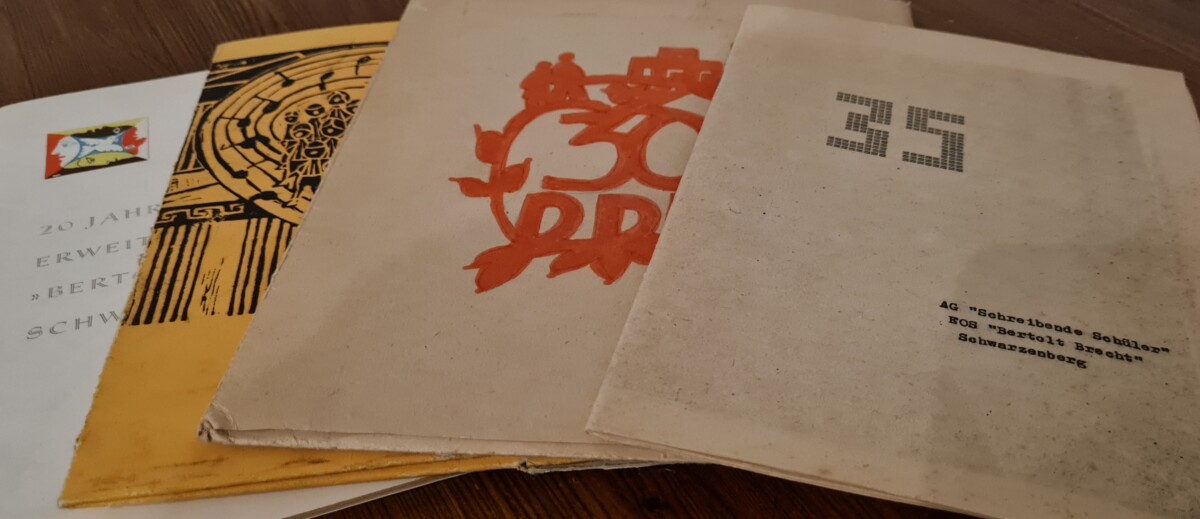 20 JAHR
ERWEIT
»BERT
SCHW
30
DDR
35
AG "Schreibende Schüler"
EOS "Bertolt Brecht"
Schwarzenberg